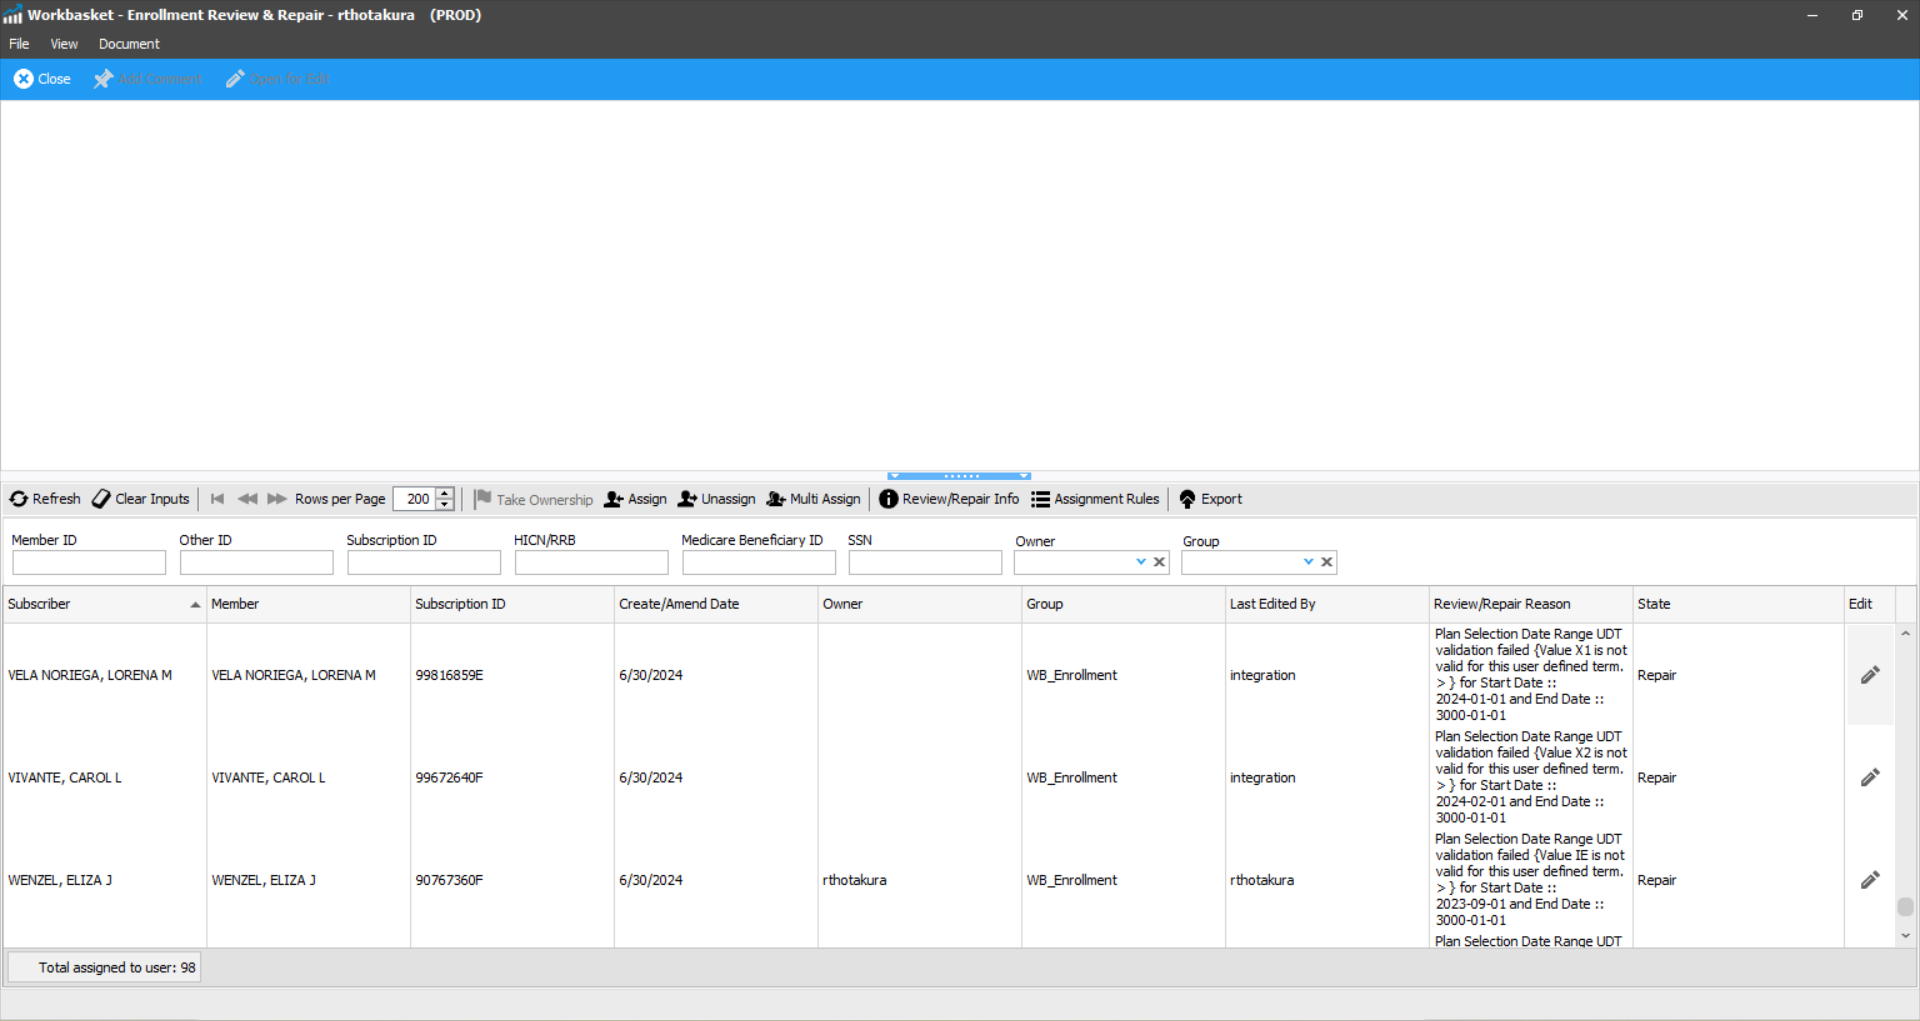 Workbasket - Enrollment Review & Repair - rthotakura (PROD)
File View Document
Close Add Comment Open for Edit
Refresh Clear Inputs Rows per Page 200 Take Ownership Assign Unassign Multi Assign Review/Repair Info Assignment Rules Export
Member ID Other ID Subscription ID HICN/RRB Medicare Beneficiary ID SSN Owner Group
Subscriber Member Subscription ID Create/Amend Date Owner Group Last Edited By Review/Repair Reason State Edit
VELA NORIEGA, LORENA M VELA NORIEGA, LORENA M 99816859E 6/30/2024 WB_Enrollment integration
Plan Selection Date Range UDT
validation failed {Value X1 is not
valid for this user defined term.
> } for Start Date ::
2024-01-01 and End Date ::
3000-01-01
Repair
VIVANTE, CAROL L VIVANTE, CAROL L 99672640F 6/30/2024 WB_Enrollment integration
Plan Selection Date Range UDT
validation failed {Value X2 is not
valid for this user defined term.
> } for Start Date ::
2024-02-01 and End Date ::
3000-01-01
Repair
WENZEL, ELIZA J WENZEL, ELIZA J 90767360F 6/30/2024 rthotakura WB_Enrollment rthotakura
Plan Selection Date Range UDT
validation failed {Value IE is not
valid for this user defined term.
> } for Start Date ::
2023-09-01 and End Date ::
3000-01-01
Repair
Plan Selection Date Range UDT
Total assigned to user: 98